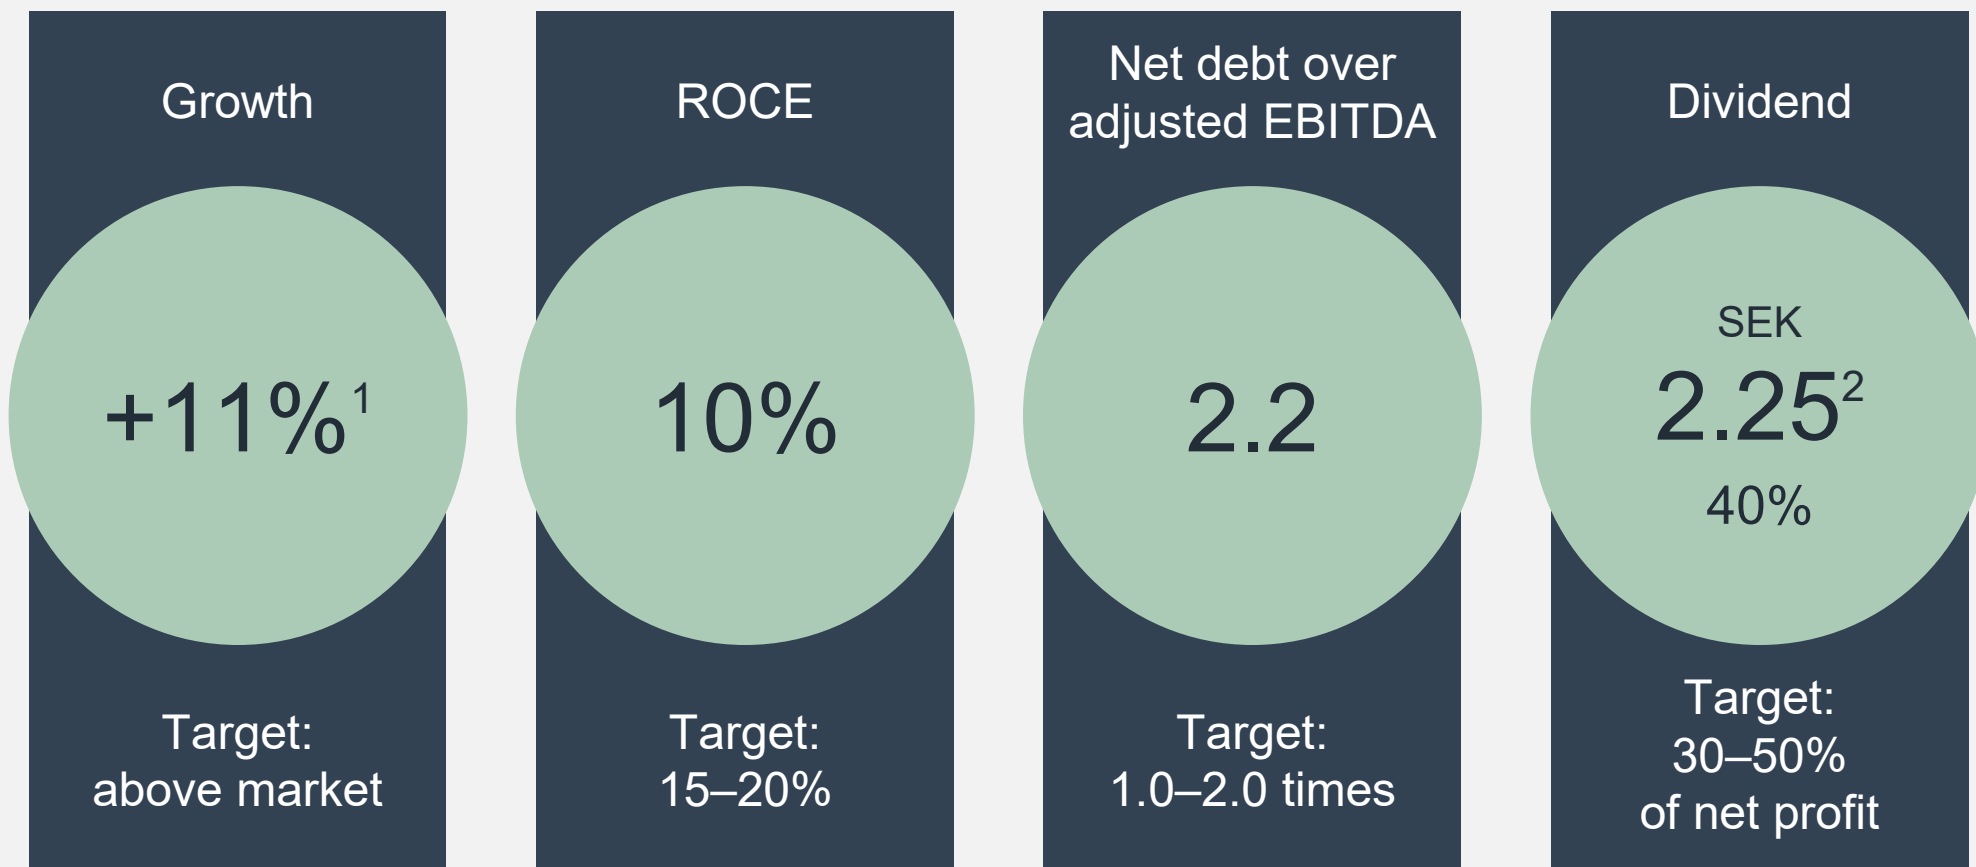 Growth
+11%¹
Target:
above market
ROCE
10%
Target:
15–20%
Net debt over
adjusted EBITDA
2.2
Target:
1.0–2.0 times
Dividend
SEK
2.25²
40%
Target:
30–50%
of net profit